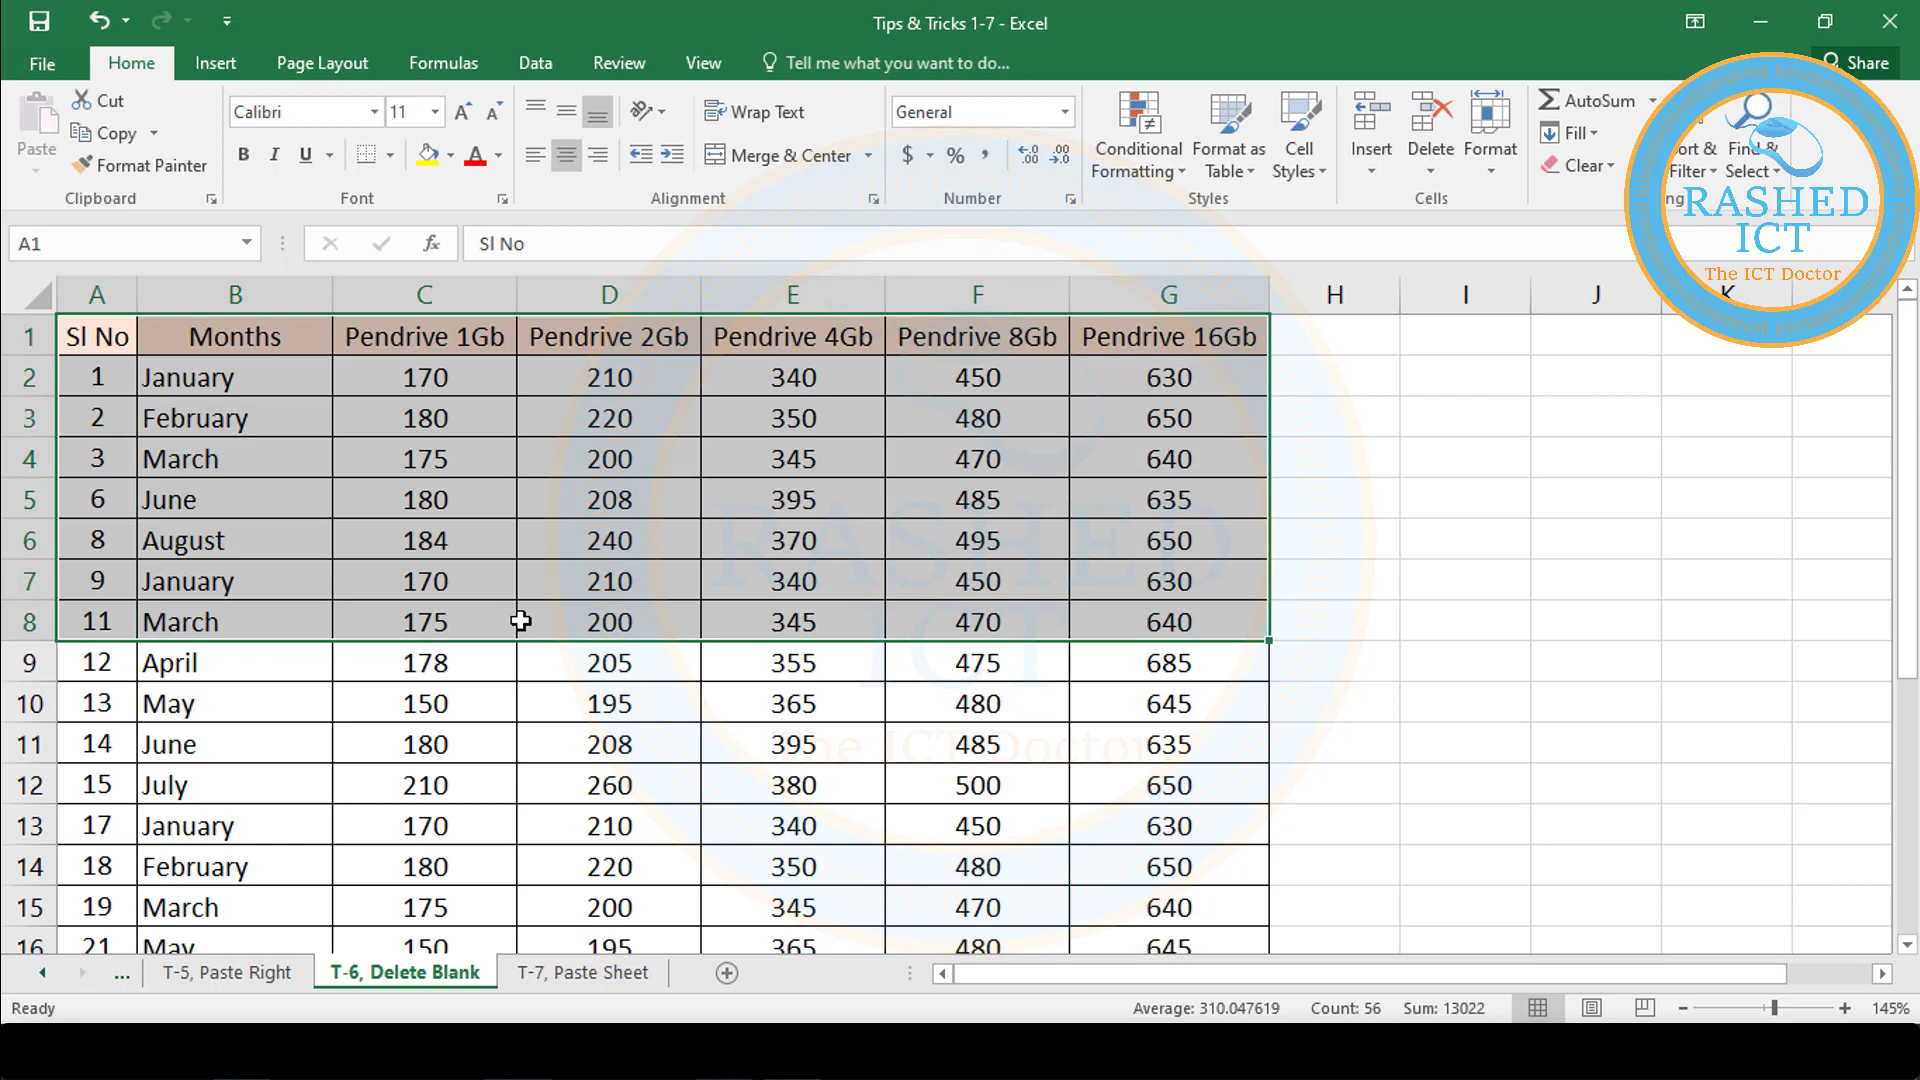 Tips & Tricks 1-7 - Excel
File Home Insert Page Layout Formulas Data Review View Tell me what you want to do... Share
Paste
Cut
Copy
Format Painter
Clipboard
Calibri 11
B I U
Font
Wrap Text
Merge & Center
Alignment
General
$ % ,
Number
Conditional Formatting
Format as Table
Cell Styles
Styles
Insert Delete Format
Cells
AutoSum
Fill
Clear
Filter
Find & Select
RASHED
ICT
The ICT Doctor
A1 fx Sl No
A B C D E F G H I J K
1 Sl No Months Pendrive 1Gb Pendrive 2Gb Pendrive 4Gb Pendrive 8Gb Pendrive 16Gb
2 1 January 170 210 340 450 630
3 2 February 180 220 350 480 650
4 3 March 175 200 345 470 640
5 6 June 180 208 395 485 635
6 8 August 184 240 370 495 650
7 9 January 170 210 340 450 630
8 11 March 175 200 345 470 640
9 12 April 178 205 355 475 685
10 13 May 150 195 365 480 645
11 14 June 180 208 395 485 635
12 15 July 210 260 380 500 650
13 17 January 170 210 340 450 630
14 18 February 180 220 350 480 650
15 19 March 175 200 345 470 640
16 21 May 150 195 365 480 645
RASHED
ICT
The ICT Doctor
... T-5, Paste Right T-6, Delete Blank T-7, Paste Sheet
Ready Average: 310.047619 Count: 56 Sum: 13022 145%